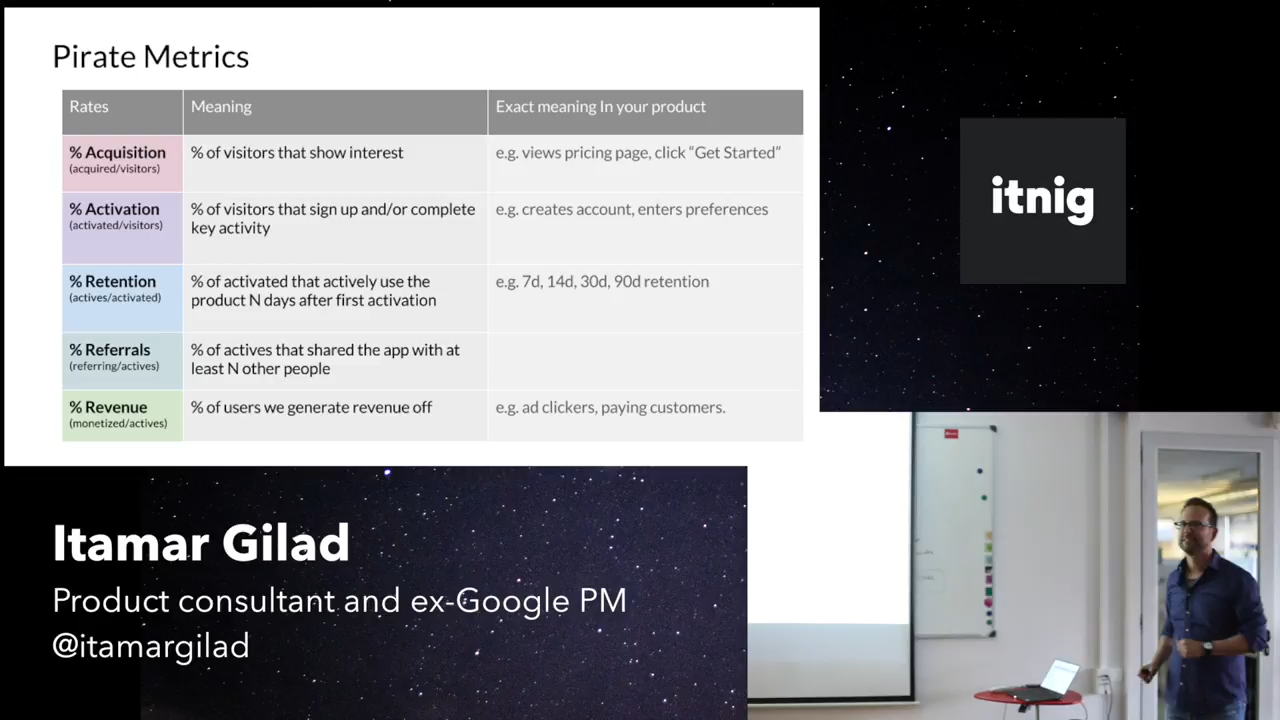 Pirate Metrics
Rates
Meaning
Exact meaning In your product
% Acquisition
(acquired/visitors)
% of visitors that show interest
e.g. views pricing page, click “Get Started”
% Activation
(activated/visitors)
% of visitors that sign up and/or complete
key activity
e.g. creates account, enters preferences
% Retention
(actives/activated)
% of activated that actively use the
product N days after first activation
e.g. 7d, 14d, 30d, 90d retention
% Referrals
(referring/actives)
% of actives that shared the app with at
least N other people
% Revenue
(monetized/actives)
% of users we generate revenue off
e.g. ad clickers, paying customers.
itnig
Itamar Gilad
Product consultant and ex-Google PM
@itamargilad